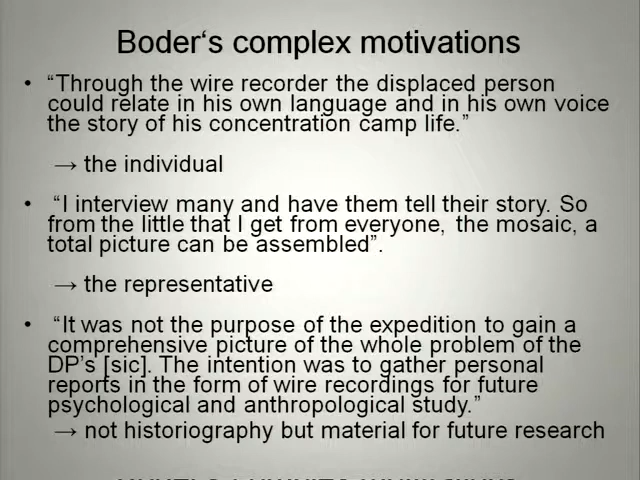 Boder‘s complex motivations
• “Through the wire recorder the displaced person
could relate in his own language and in his own voice
the story of his concentration camp life.”
→ the individual
• “I interview many and have them tell their story. So
from the little that I get from everyone, the mosaic, a
total picture can be assembled”.
→ the representative
• “It was not the purpose of the expedition to gain a
comprehensive picture of the whole problem of the
DP’s [sic]. The intention was to gather personal
reports in the form of wire recordings for future
psychological and anthropological study.”
→ not historiography but material for future research